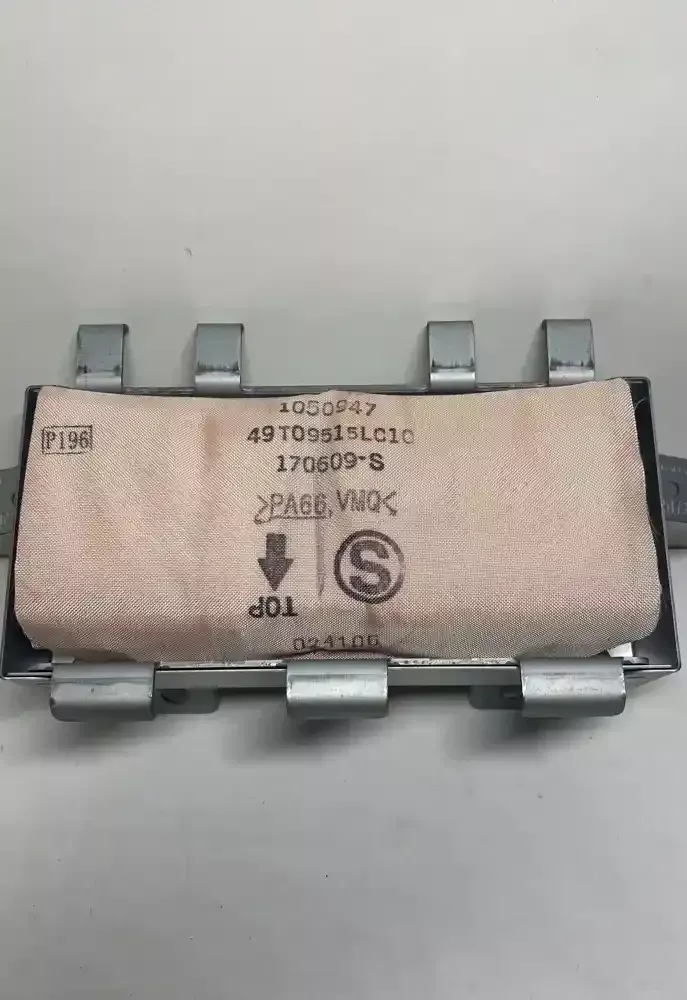 1050947
P196
49T09515LC10
170609-S
>PA66,VMQ<
S
TOP
024106